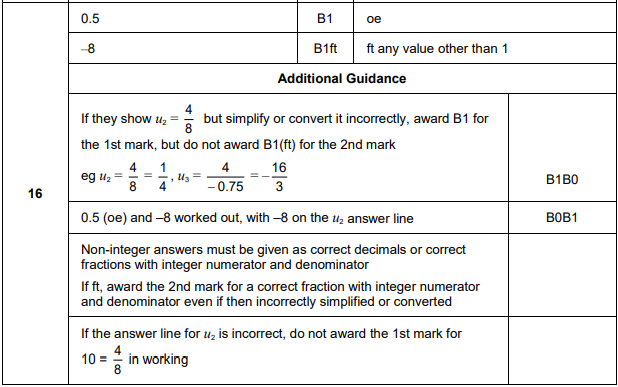 0.5 B1 oe
–8 B1ft ft any value other than 1
Additional Guidance
If they show u₂ = 4/8 but simplify or convert it incorrectly, award B1 for
the 1st mark, but do not award B1(ft) for the 2nd mark
eg u₂ = 4/8 = 1/4 , u₃ = 4/–0.75 = –16/3
B1B0
16
0.5 (oe) and –8 worked out, with –8 on the u₂ answer line B0B1
Non-integer answers must be given as correct decimals or correct
fractions with integer numerator and denominator
If ft, award the 2nd mark for a correct fraction with integer numerator
and denominator even if then incorrectly simplified or converted
If the answer line for u₂ is incorrect, do not award the 1st mark for
10 = 4/8 in working